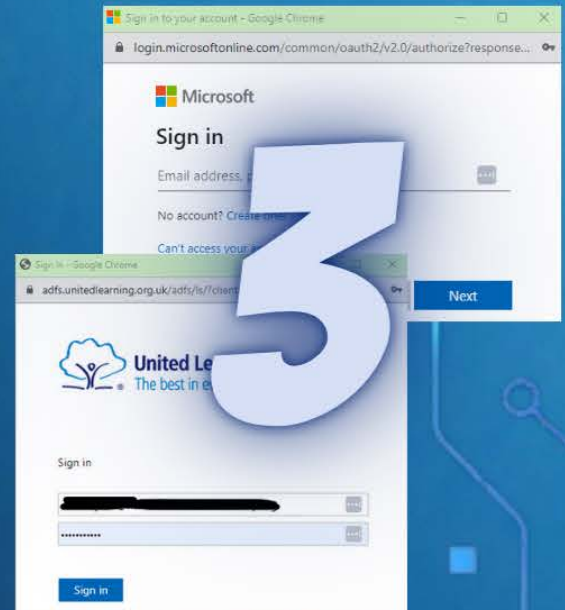 Sign in to your account - Google Chrome
login.microsoftonline.com/common/oauth2/v2.0/authorize?response...
Microsoft
Sign in
Email address,
No account? Create one!
Can't access your
Next
3
Sign In - Google Chrome
adfs.unitedlearning.org.uk/adfs/ls/?client
United Le
The best in e
Sign in
Sign in